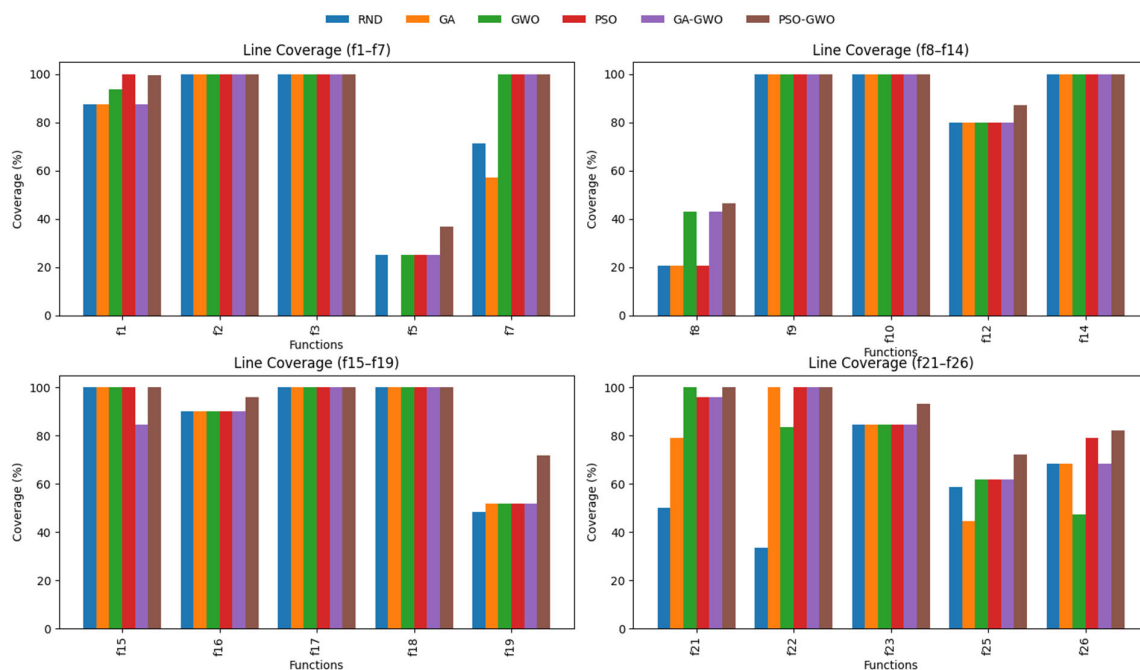 RND GA GWO PSO GA-GWO PSO-GWO
Line Coverage (f1–f7)
Coverage (%)
100
80
60
40
20
0
f1 f2 f3 f5 f7
Functions
Line Coverage (f8–f14)
Coverage (%)
100
80
60
40
20
0
f8 f9 f10 f12 f14
Functions
Line Coverage (f15–f19)
Coverage (%)
100
80
60
40
20
0
f15 f16 f17 f18 f19
Functions
Line Coverage (f21–f26)
Coverage (%)
100
80
60
40
20
0
f21 f22 f23 f25 f26
Functions